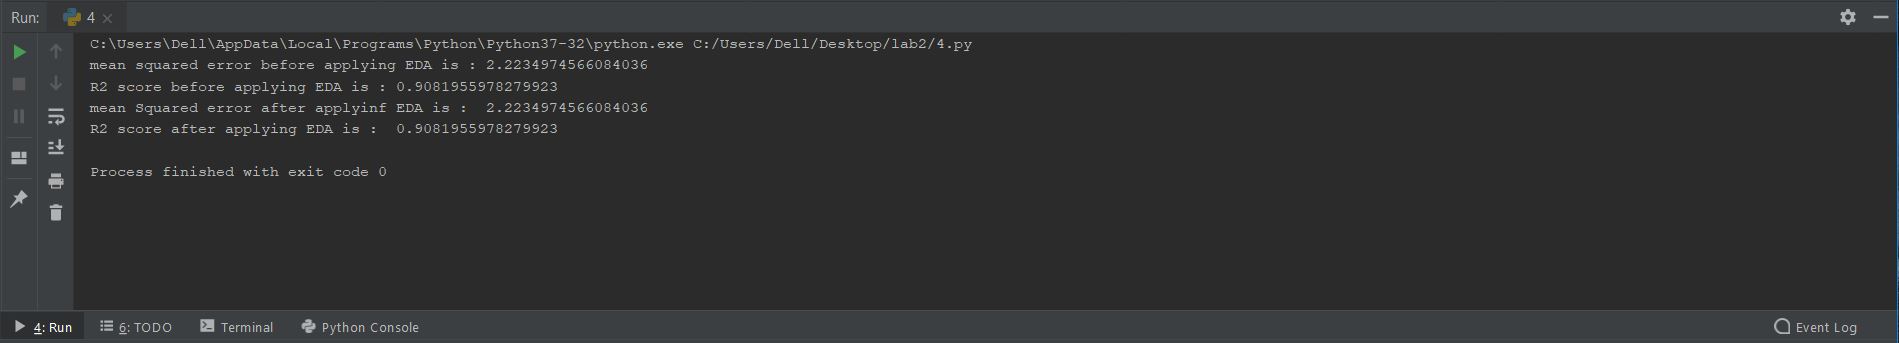 Run: 4
C:\Users\Dell\AppData\Local\Programs\Python\Python37-32\python.exe C:/Users/Dell/Desktop/lab2/4.py
mean squared error before applying EDA is : 2.2234974566084036
R2 score before applying EDA is : 0.9081955978279923
mean Squared error after applyinf EDA is :  2.2234974566084036
R2 score after applying EDA is :  0.9081955978279923
Process finished with exit code 0
4: Run 6: TODO Terminal Python Console Event Log